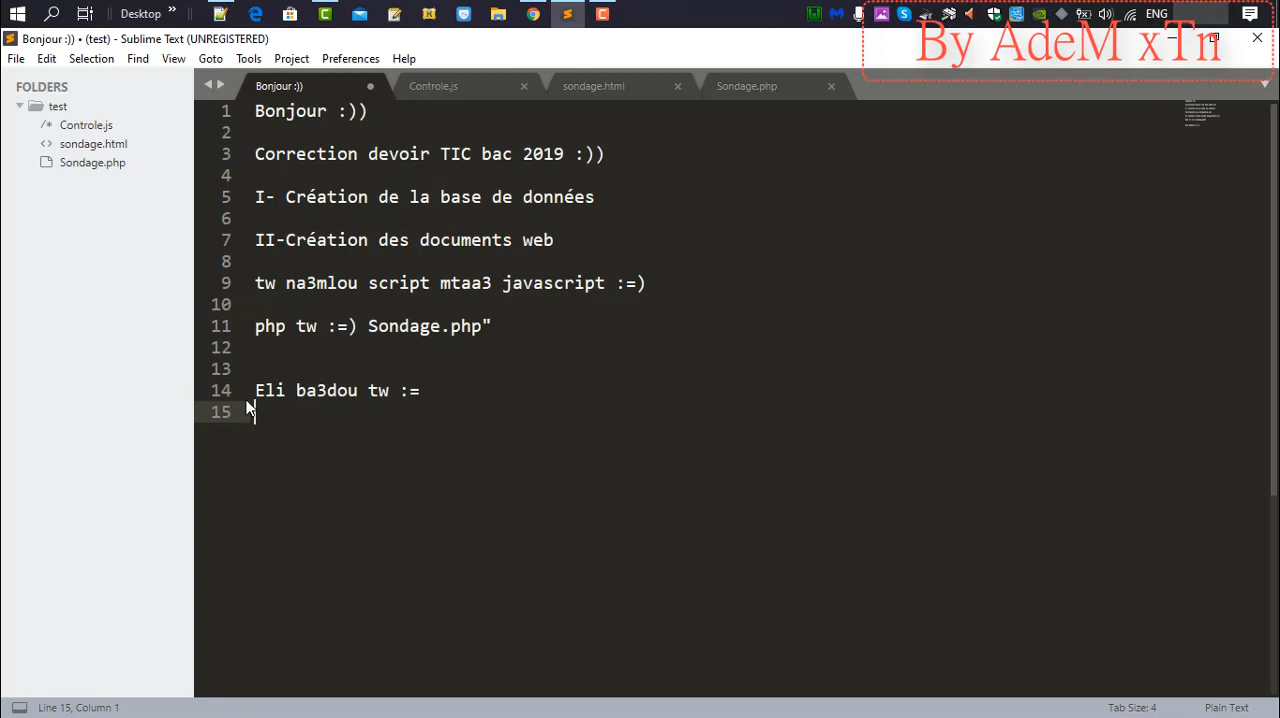 Desktop »
ENG
Bonjour :)) • (test) - Sublime Text (UNREGISTERED)
By AdeM xTn
File Edit Selection Find View Goto Tools Project Preferences Help
FOLDERS
test
Controle.js
sondage.html
Sondage.php
Bonjour :))
Controle.js
sondage.html
Sondage.php
1 Bonjour :))
2
3 Correction devoir TIC bac 2019 :))
4
5 I- Création de la base de données
6
7 II-Création des documents web
8
9 tw na3mlou script mtaa3 javascript :=)
10
11 php tw :=) Sondage.php"
12
13
14 Eli ba3dou tw :=
15
Line 15, Column 1
Tab Size: 4
Plain Text